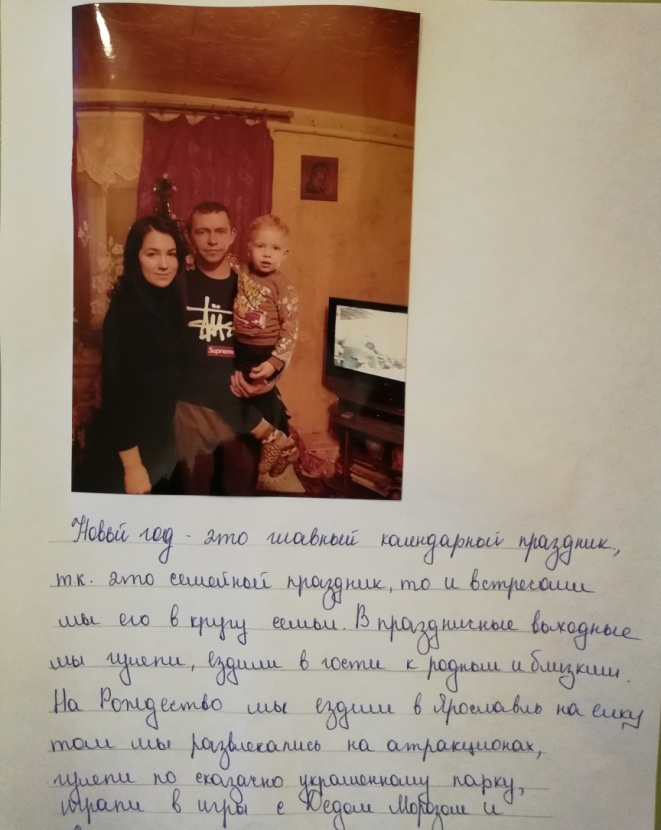 Supreme
Новый год - это главный календарный праздник,
т.к. это семейный праздник, то и встречали
мы его в кругу семьи. В праздничные выходные
мы гуляли, ездили в гости к родным и близким.
На Рождество мы ездили в Ярославль на елку
там мы развлекались на атракционах,
гуляли по сказачно украшенному парку,
играли в игры с Дедом Морозом и